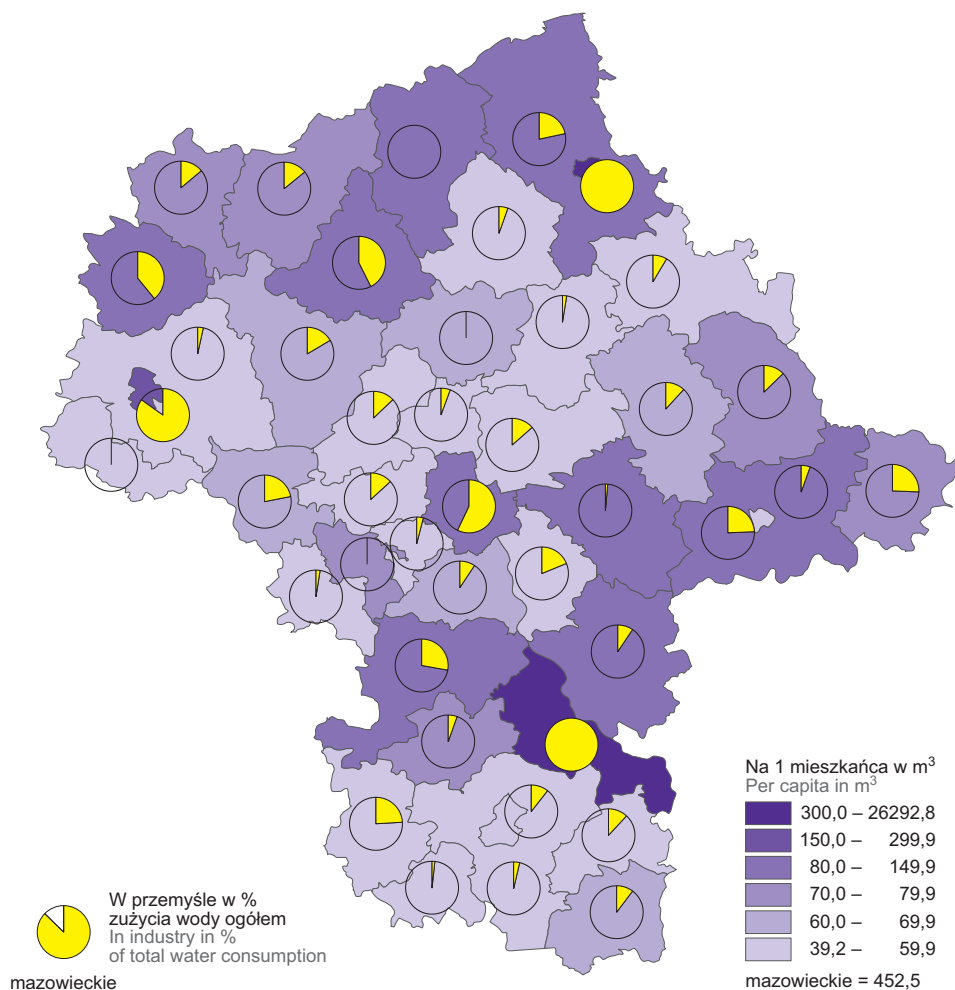 Na 1 mieszkańca w m³
Per capita in m³
300,0 – 26292,8
150,0 – 299,9
80,0 – 149,9
70,0 – 79,9
60,0 – 69,9
39,2 – 59,9
mazowieckie = 452,5
W przemyśle w %
zużycia wody ogółem
In industry in %
of total water consumption
mazowieckie